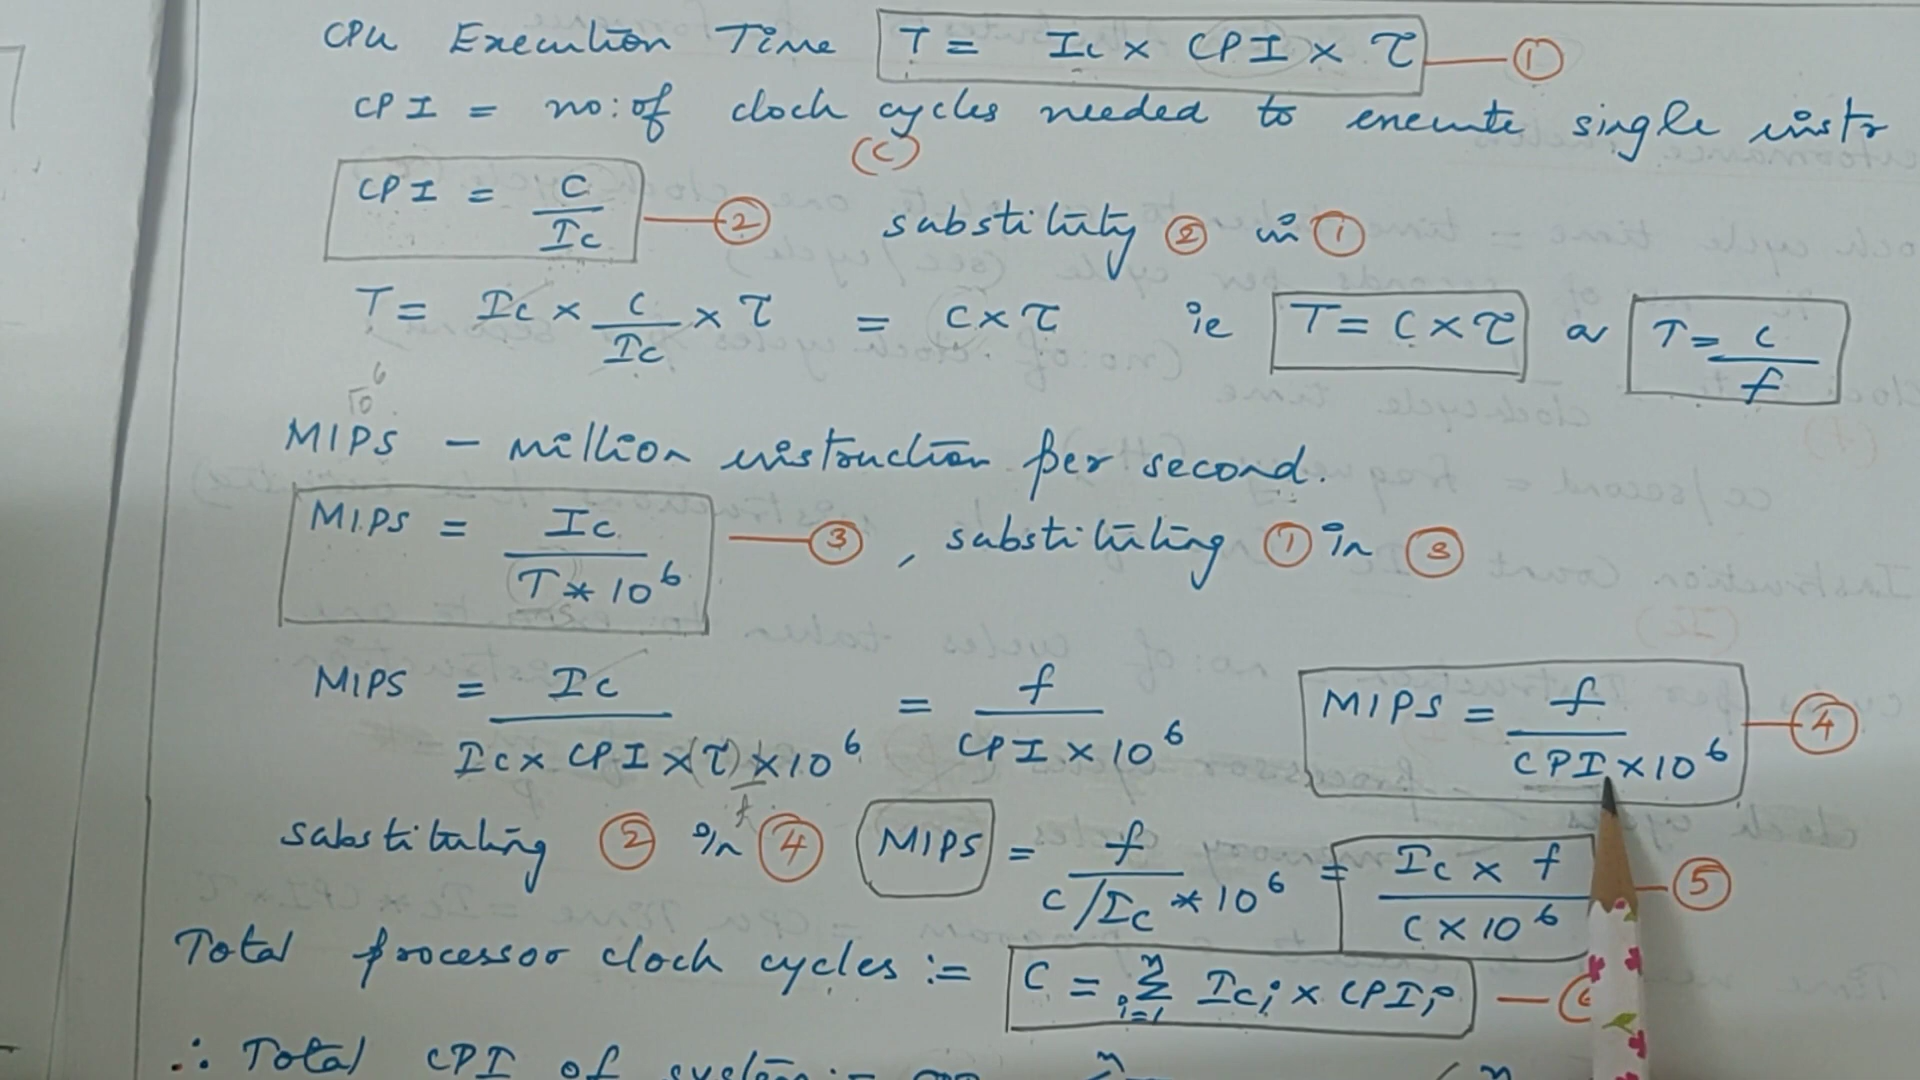 CPU Execution Time T = Ic × CPI × τ — ①
CPI = no: of clock cycles needed to execute single instr
(C)
CPI = C/Ic — ② substituting ② in ①
T = Ic × C/Ic × τ = C × τ ie T = C × τ or T = C/f
10^6
MIPS – million instruction per second.
MIPS = Ic / (T * 10^6) — ③ , substituting ① in ③
MIPS = Ic / (Ic × CPI × (τ) × 10^6) = f / (CPI × 10^6) MIPS = f / (CPI × 10^6) — ④
substituting ② in ④ MIPS = f / (C/Ic * 10^6) = (Ic × f) / (C × 10^6) — ⑤
Total processor clock cycles := C = Σ_{i=1}^{n} Ic_i × CPI_i —
∴ Total CPI of system :=